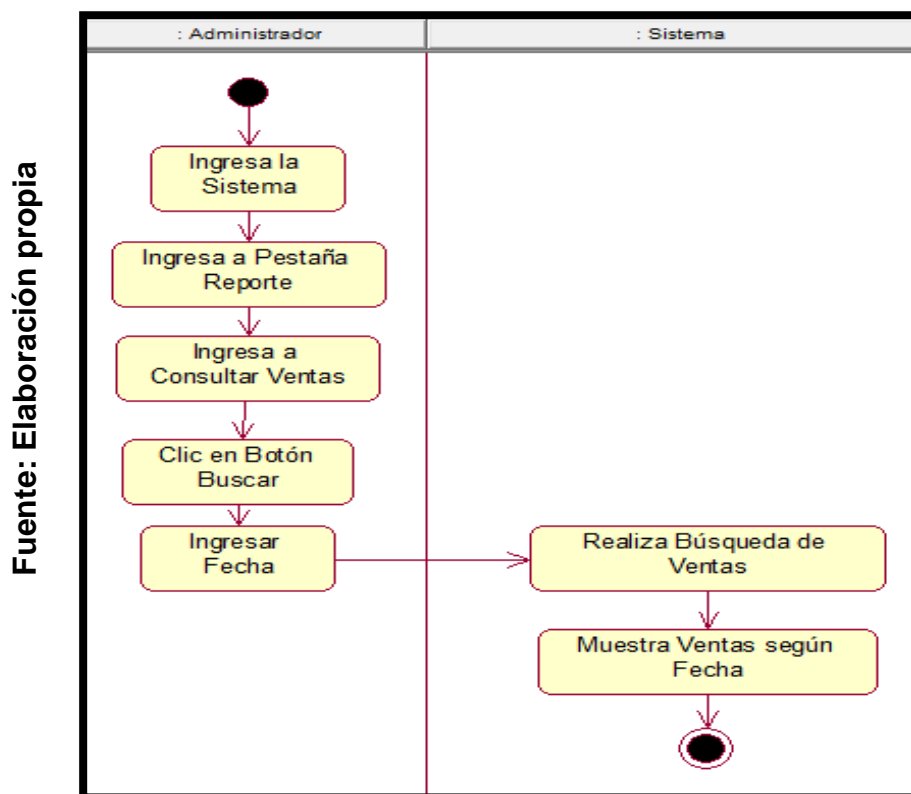 : Administrador
: Sistema
Ingresa la
Sistema
Ingresa a Pestaña
Reporte
Ingresa a
Consultar Ventas
Clic en Botón
Buscar
Ingresar
Fecha
Realiza Búsqueda de
Ventas
Muestra Ventas según
Fecha
Fuente: Elaboración propia